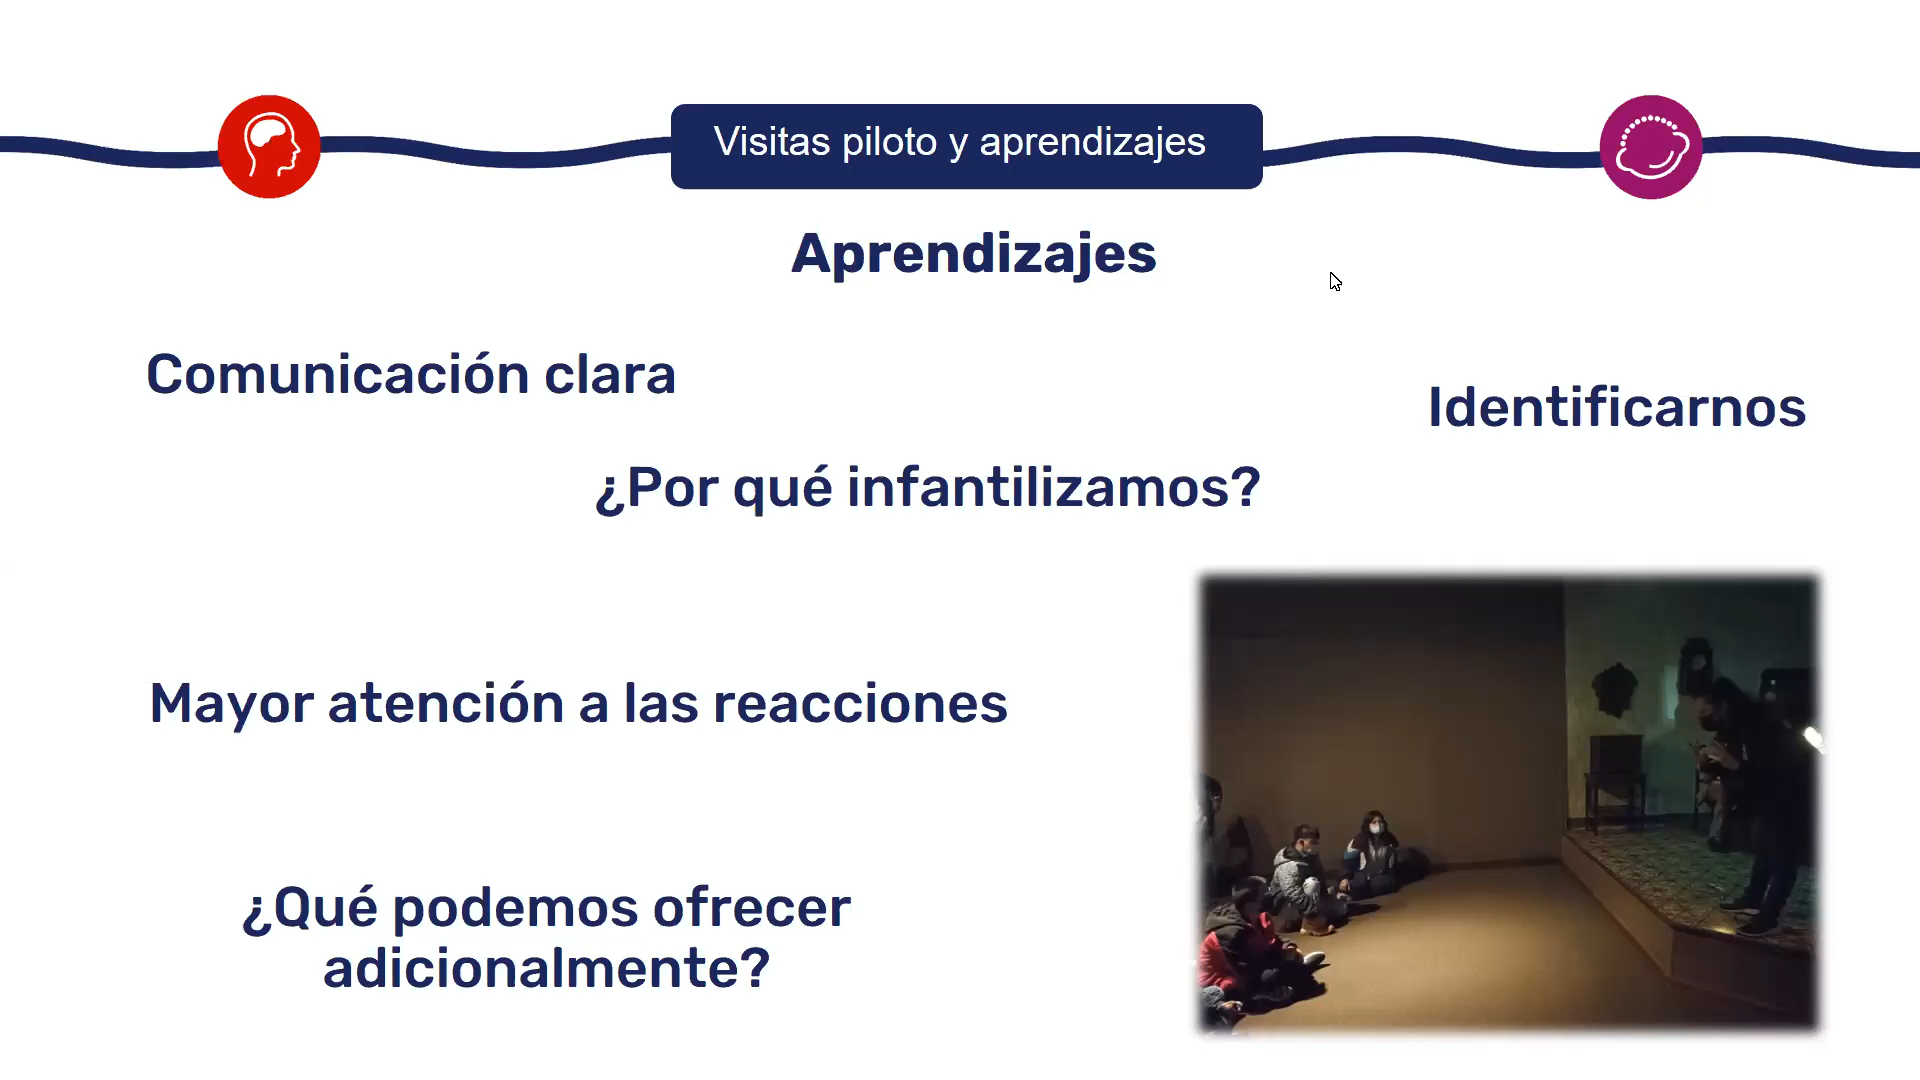 Visitas piloto y aprendizajes
Aprendizajes
Comunicación clara
Identificarnos
¿Por qué infantilizamos?
Mayor atención a las reacciones
¿Qué podemos ofrecer
adicionalmente?